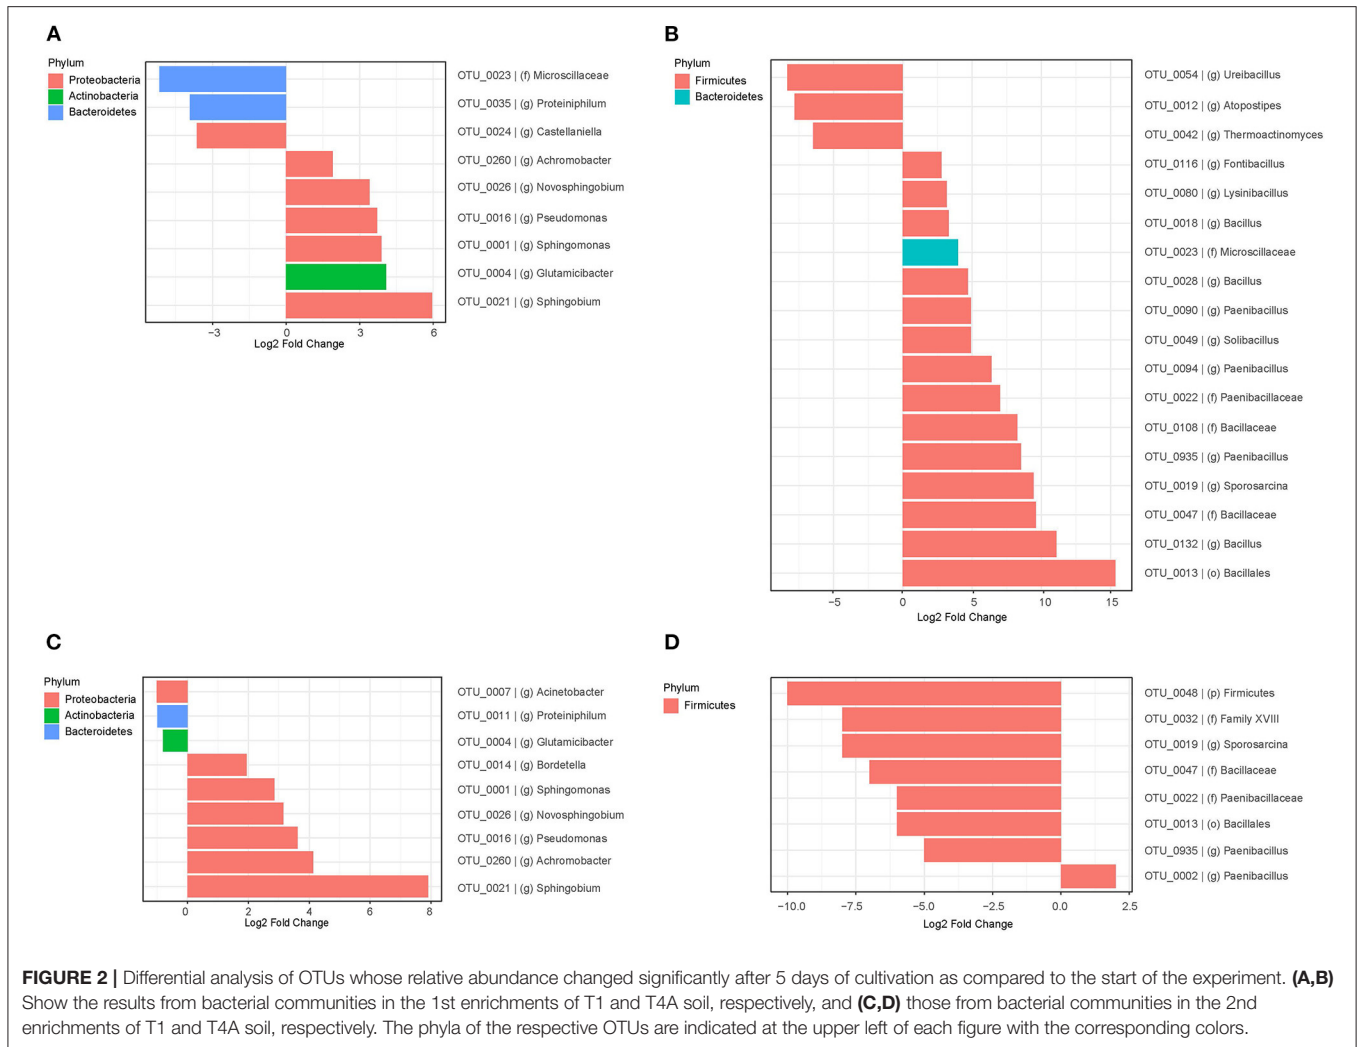 A
Phylum
Proteobacteria
Actinobacteria
Bacteroidetes
OTU_0023 | (f) Microscillaceae
OTU_0035 | (g) Proteiniphilum
OTU_0024 | (g) Castellaniella
OTU_0260 | (g) Achromobacter
OTU_0026 | (g) Novosphingobium
OTU_0016 | (g) Pseudomonas
OTU_0001 | (g) Sphingomonas
OTU_0004 | (g) Glutamicibacter
OTU_0021 | (g) Sphingobium
−3 0 3 6
Log2 Fold Change
B
Phylum
Firmicutes
Bacteroidetes
OTU_0054 | (g) Ureibacillus
OTU_0012 | (g) Atopostipes
OTU_0042 | (g) Thermoactinomyces
OTU_0116 | (g) Fontibacillus
OTU_0080 | (g) Lysinibacillus
OTU_0018 | (g) Bacillus
OTU_0023 | (f) Microscillaceae
OTU_0028 | (g) Bacillus
OTU_0090 | (g) Paenibacillus
OTU_0049 | (g) Solibacillus
OTU_0094 | (g) Paenibacillus
OTU_0022 | (f) Paenibacillaceae
OTU_0108 | (f) Bacillaceae
OTU_0935 | (g) Paenibacillus
OTU_0019 | (g) Sporosarcina
OTU_0047 | (f) Bacillaceae
OTU_0132 | (g) Bacillus
OTU_0013 | (o) Bacillales
−5 0 5 10 15
Log2 Fold Change
C
Phylum
Proteobacteria
Actinobacteria
Bacteroidetes
OTU_0007 | (g) Acinetobacter
OTU_0011 | (g) Proteiniphilum
OTU_0004 | (g) Glutamicibacter
OTU_0014 | (g) Bordetella
OTU_0001 | (g) Sphingomonas
OTU_0026 | (g) Novosphingobium
OTU_0016 | (g) Pseudomonas
OTU_0260 | (g) Achromobacter
OTU_0021 | (g) Sphingobium
0 2 4 6 8
Log2 Fold Change
D
Phylum
Firmicutes
OTU_0048 | (p) Firmicutes
OTU_0032 | (f) Family XVIII
OTU_0019 | (g) Sporosarcina
OTU_0047 | (f) Bacillaceae
OTU_0022 | (f) Paenibacillaceae
OTU_0013 | (o) Bacillales
OTU_0935 | (g) Paenibacillus
OTU_0002 | (g) Paenibacillus
−10.0 −7.5 −5.0 −2.5 0.0 2.5
Log2 Fold Change
FIGURE 2 | Differential analysis of OTUs whose relative abundance changed significantly after 5 days of cultivation as compared to the start of the experiment. (A,B)
Show the results from bacterial communities in the 1st enrichments of T1 and T4A soil, respectively, and (C,D) those from bacterial communities in the 2nd
enrichments of T1 and T4A soil, respectively. The phyla of the respective OTUs are indicated at the upper left of each figure with the corresponding colors.